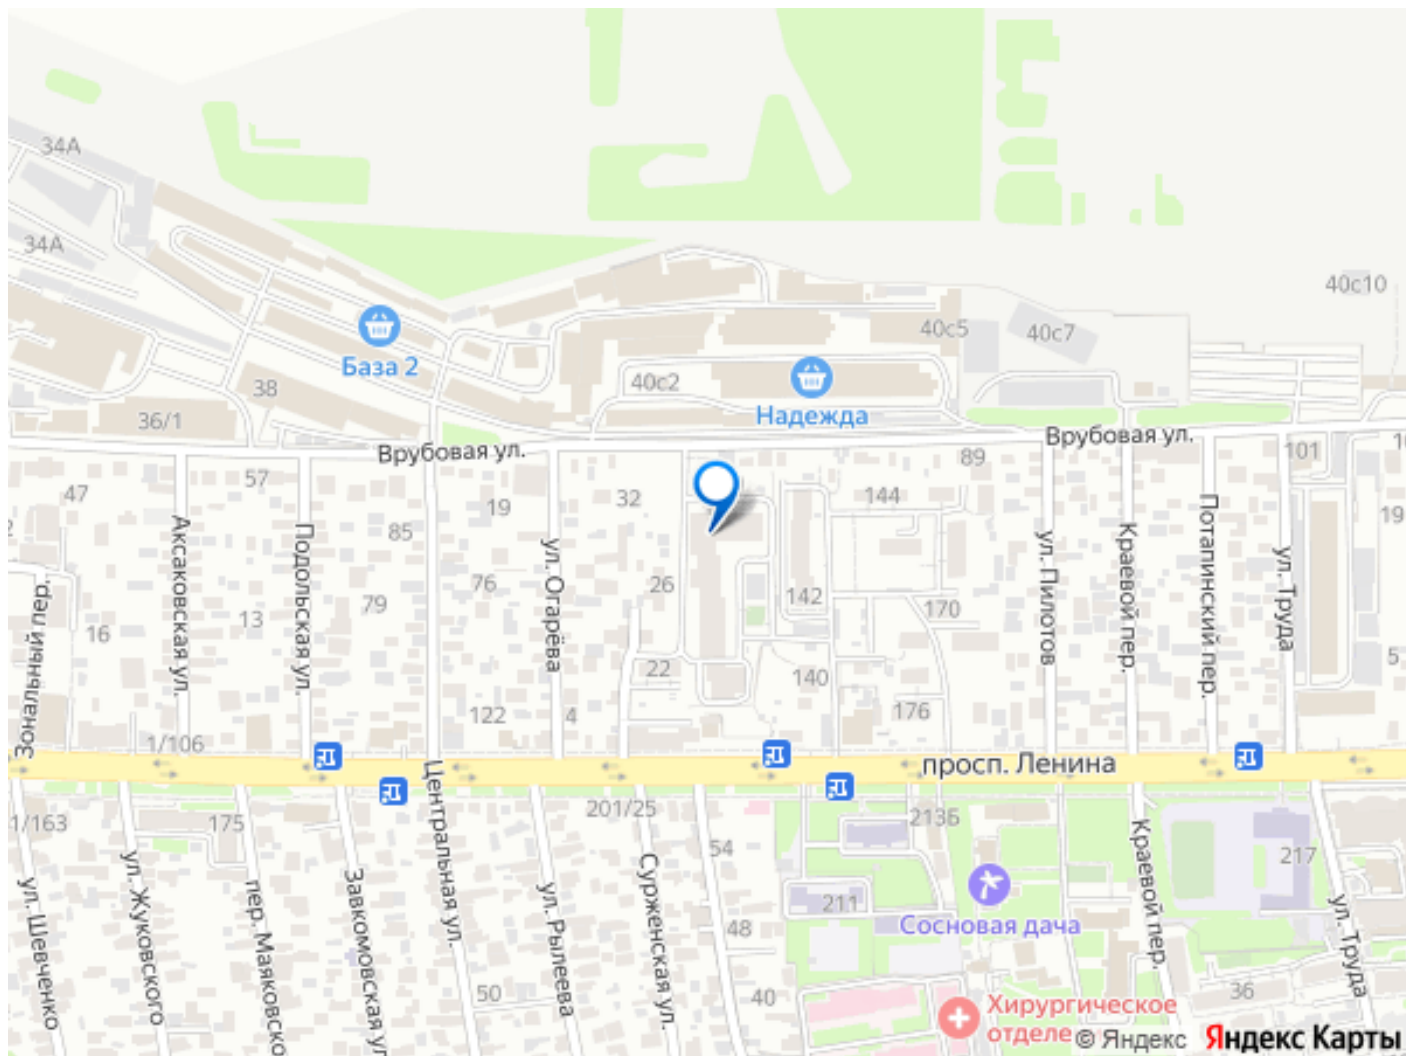 34А
34А
40с10
40с5
40с7
База 2
40с2
38
Надежда
36/1
Врубовая ул.
Врубовая ул.
101
57
89
47
19
32
144
19
Аксаковская ул.
Подольская ул.
85
ул. Огарёва
ул. Пилотов
Краевой пер.
Потапинский пер.
ул. Труда
76
26
142
79
170
13
16
Зональный пер.
22
140
5
122
4
176
1/106
просп. Ленина
Центральная ул.
1/163
175
201/25
2136
54
217
ул. Шевченко
ул. Жуковского
пер. Маяковско
Завкомовская ул
ул. Рылеева
Сурженская ул.
Краевой пер.
ул. Труда
211
Сосновая дача
48
50
40
36
Хирургическое
отделе
© Яндекс
Яндекс Карты